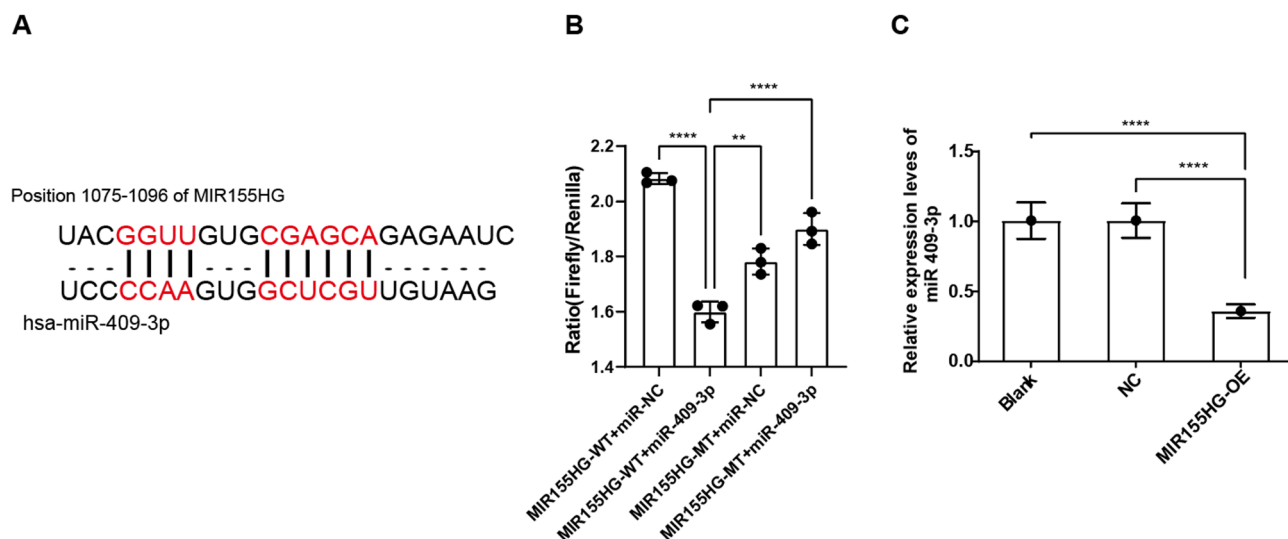 A
Position 1075-1096 of MIR155HG
UACGGUUGUGCGAGCAGAGAAUC
- - - | | | | - - - | | | | | | - - - - - -
UCCCCAAGUGGCUCGUUGUAAG
hsa-miR-409-3p
B
****
****
**
Ratio(Firefly/Renilla)
2.2
2.0
1.8
1.6
1.4
MIR155HG-WT+miR-NC
MIR155HG-WT+miR-409-3p
MIR155HG-MT+miR-NC
MIR155HG-MT+miR-409-3p
C
****
****
Relative expression leves of
miR 409-3p
1.5
1.0
0.5
0.0
Blank
NC
MIR155HG-OE